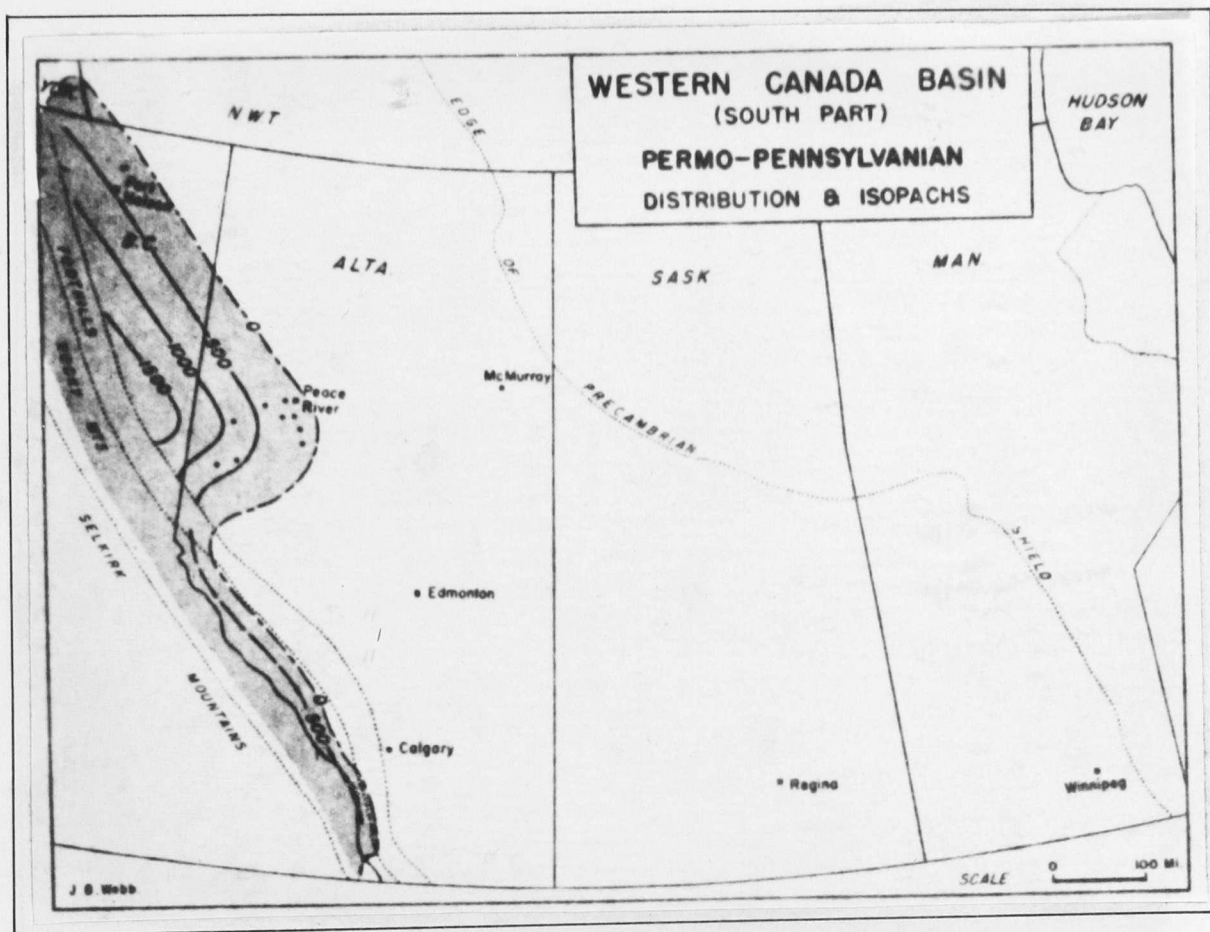 WESTERN CANADA BASIN
(SOUTH PART)
PERMO-PENNSYLVANIAN
DISTRIBUTION & ISOPACHS
HUDSON
BAY
NWT
EDGE
OF
PRECAMBRIAN
SHIELD
B.C.
ALTA
SASK
MAN
FOOTHILLS
MTS
0
500
1000
1500
Peace
River
McMurray
SELKIRK
MOUNTAINS
Edmonton
0
500
Calgary
Regina
Winnipeg
J. B. Webb
SCALE
0 100 Mi.